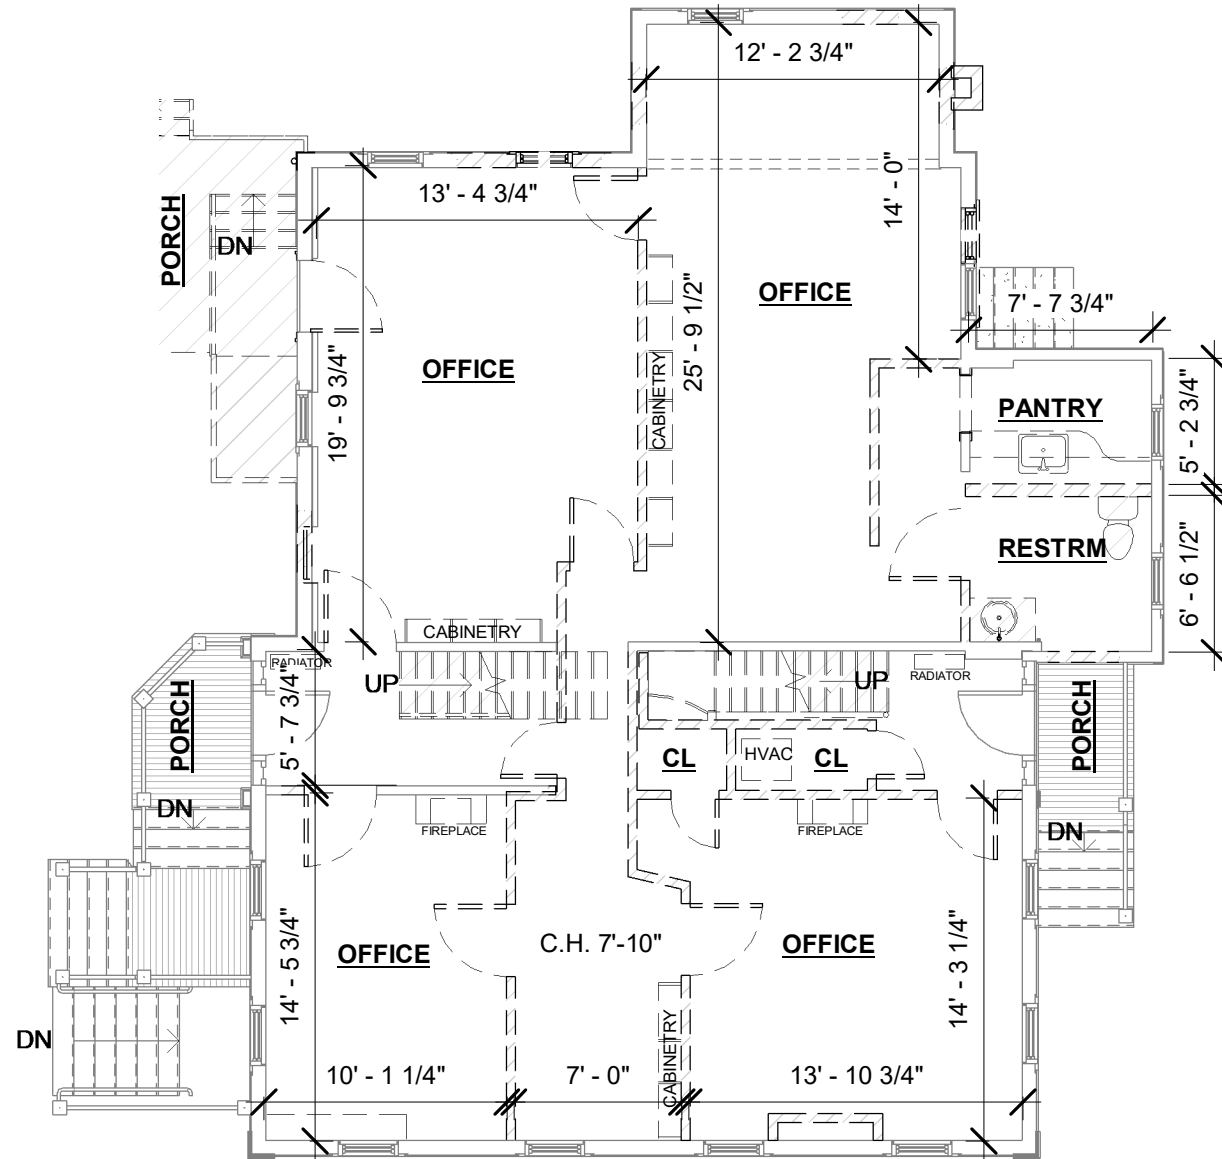 12' - 2 3/4"
13' - 4 3/4"
14' - 0"
PORCH
DN
OFFICE
7' - 7 3/4"
25' - 9 1/2"
OFFICE
19' - 9 3/4"
CABINETRY
PANTRY
5' - 2 3/4"
RESTRM
6' - 6 1/2"
CABINETRY
RADIATOR
UP
UP
RADIATOR
PORCH
5' - 7 3/4"
CL
HVAC
CL
PORCH
DN
FIREPLACE
FIREPLACE
DN
OFFICE
C.H. 7'-10"
OFFICE
14' - 5 3/4"
14' - 3 1/4"
DN
CABINETRY
10' - 1 1/4"
7' - 0"
13' - 10 3/4"